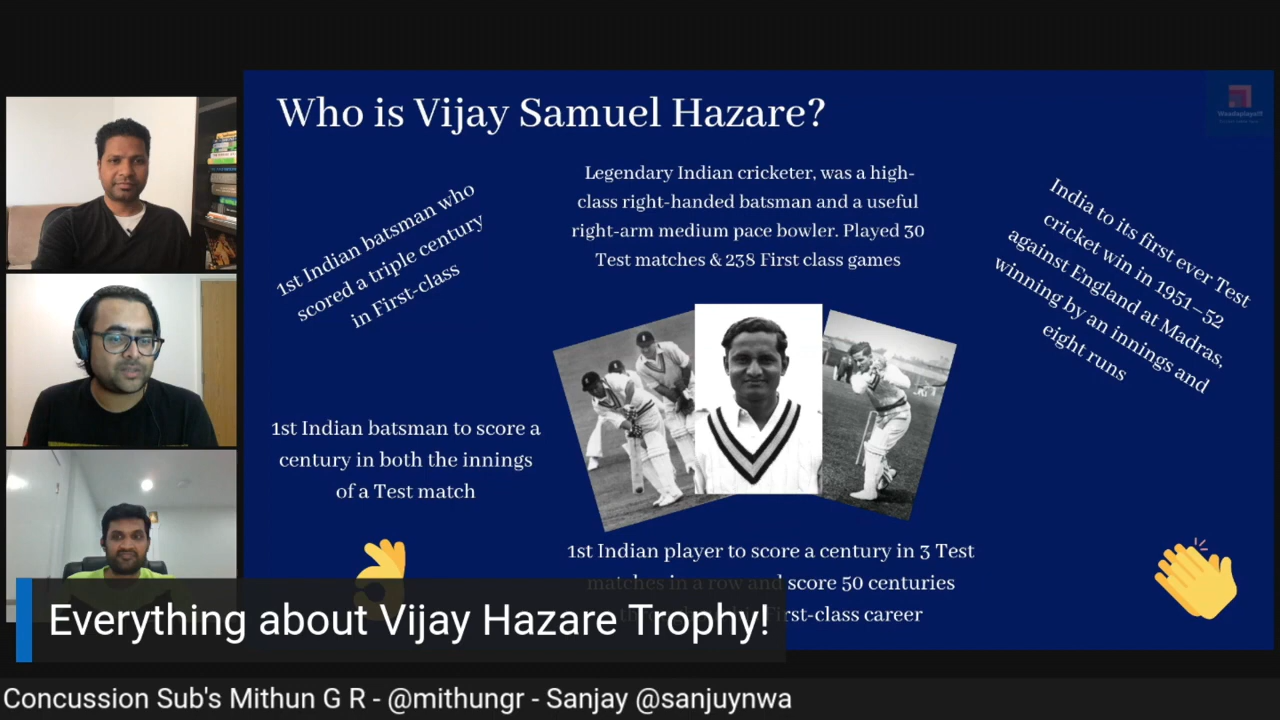 Who is Vijay Samuel Hazare?
1st Indian batsman who
scored a triple century
in First-class
Legendary Indian cricketer, was a high-
class right-handed batsman and a useful
right-arm medium pace bowler. Played 30
Test matches & 238 First class games
India to its first ever Test
cricket win in 1951–52
against England at Madras,
winning by an innings and
eight runs
1st Indian batsman to score a
century in both the innings
of a Test match
1st Indian player to score a century in 3 Test
matches in a row and score 50 centuries
First-class career
Everything about Vijay Hazare Trophy!
Concussion Sub's Mithun G R - @mithungr - Sanjay @sanjuynwa